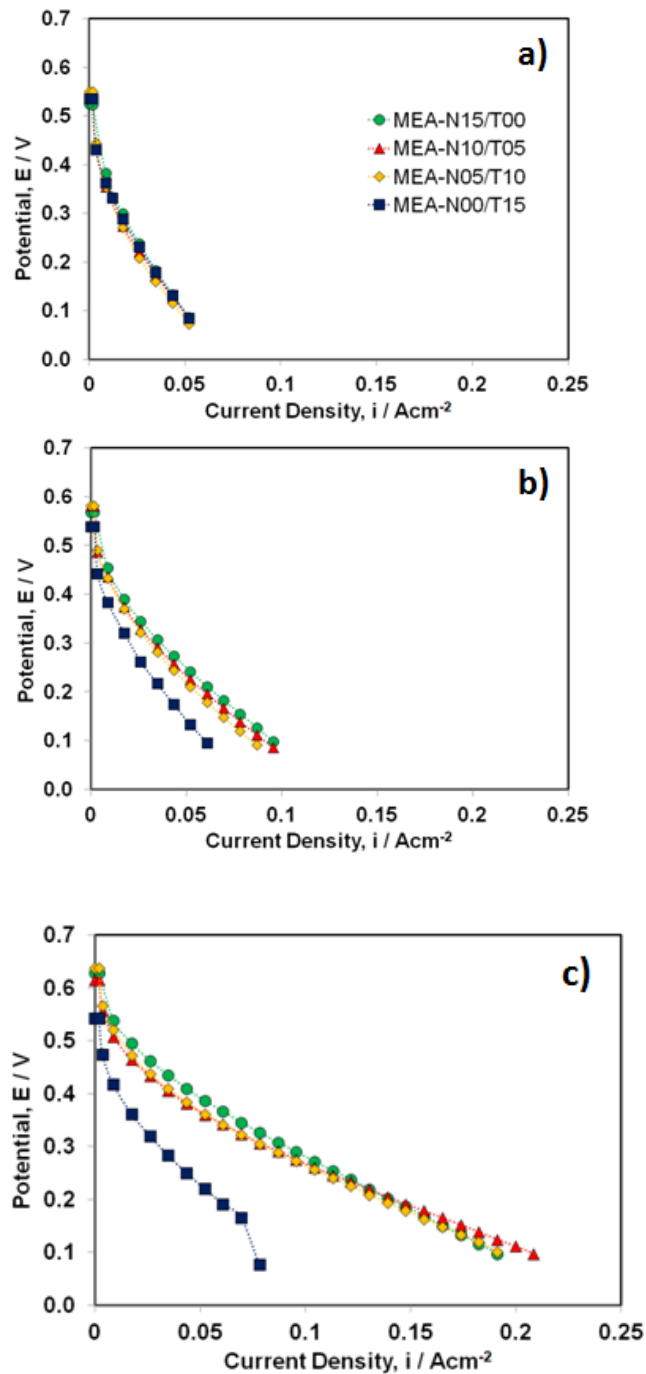 0.7
a)
0.6
0.5
MEA-N15/T00
MEA-N10/T05
0.4
MEA-N05/T10
0.3
MEA-N00/T15
0.2
0.1
0.0
Potential, E / V
0 0.05 0.1 0.15 0.2 0.25
Current Density, i / Acm⁻²
0.7
b)
0.6
0.5
0.4
0.3
0.2
0.1
0.0
Potential, E / V
0 0.05 0.1 0.15 0.2 0.25
Current Density, i / Acm⁻²
0.7
c)
0.6
0.5
0.4
0.3
0.2
0.1
0.0
Potential, E / V
0 0.05 0.1 0.15 0.2 0.25
Current Density, i / Acm⁻²